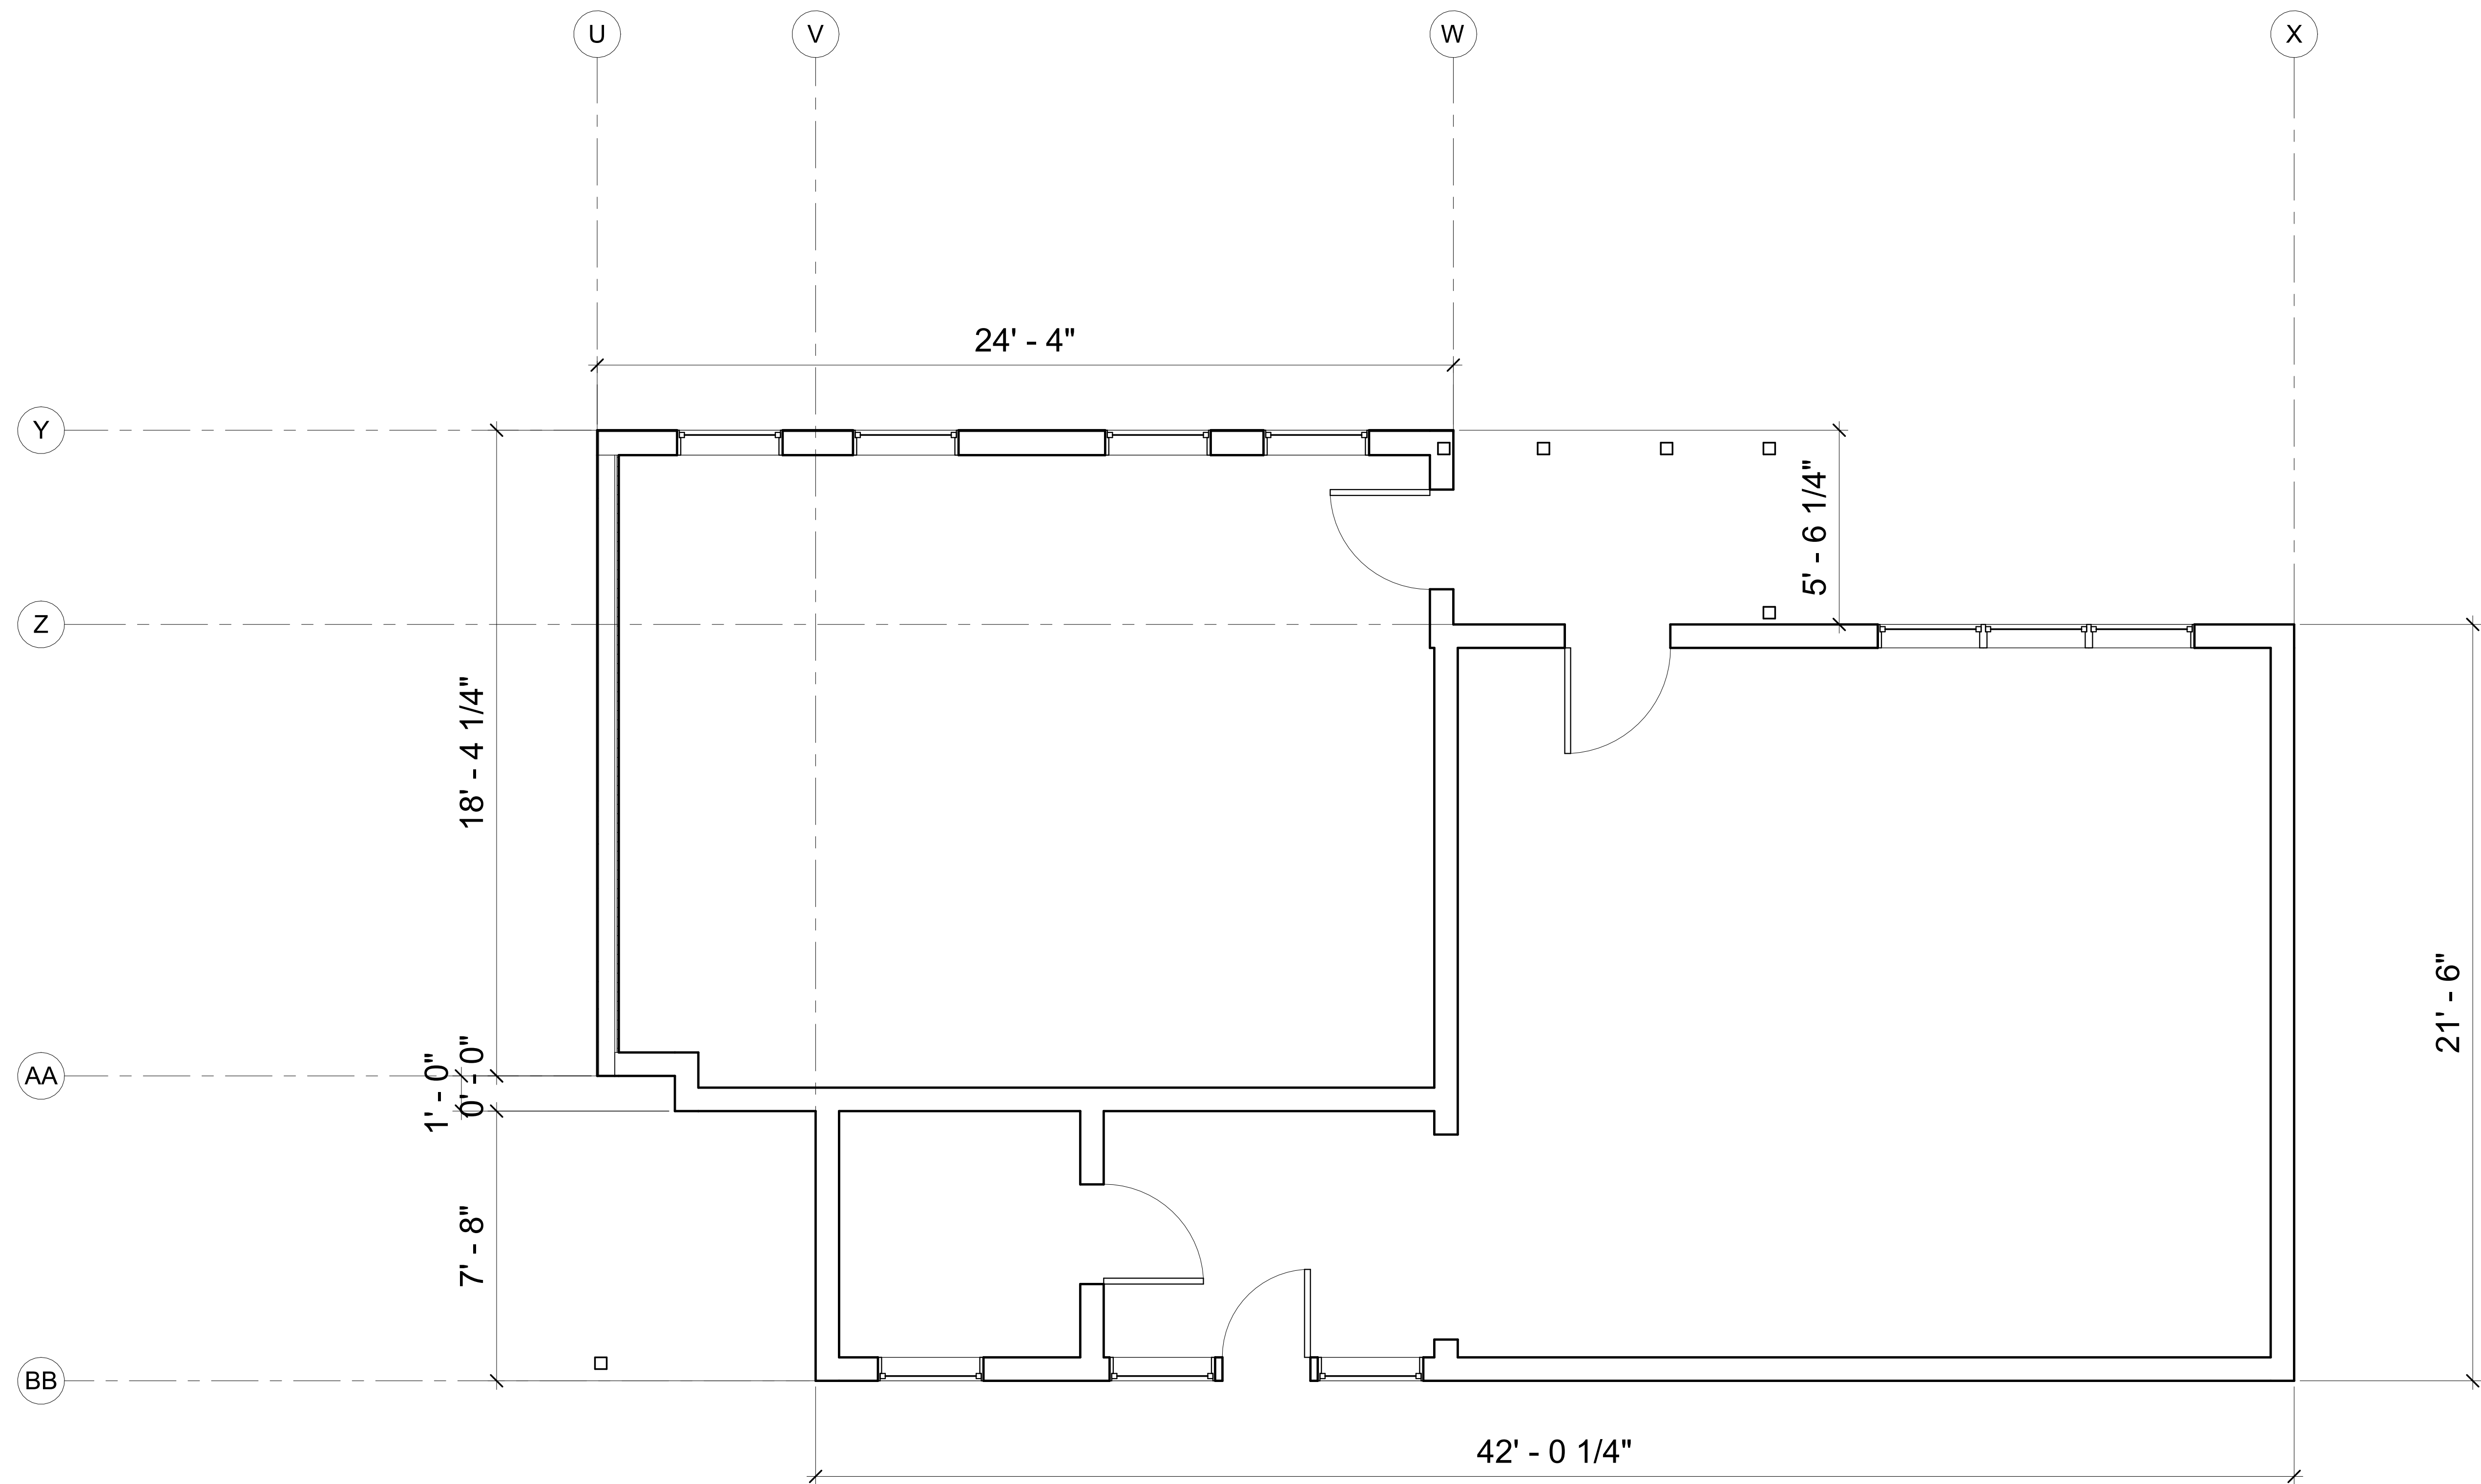 U
V
W
X
24' - 4"
Y
5' - 6 1/4"
Z
18' - 4 1/4"
21' - 6"
1' - 0"
0' - 0"
AA
7' - 8"
BB
42' - 0 1/4"